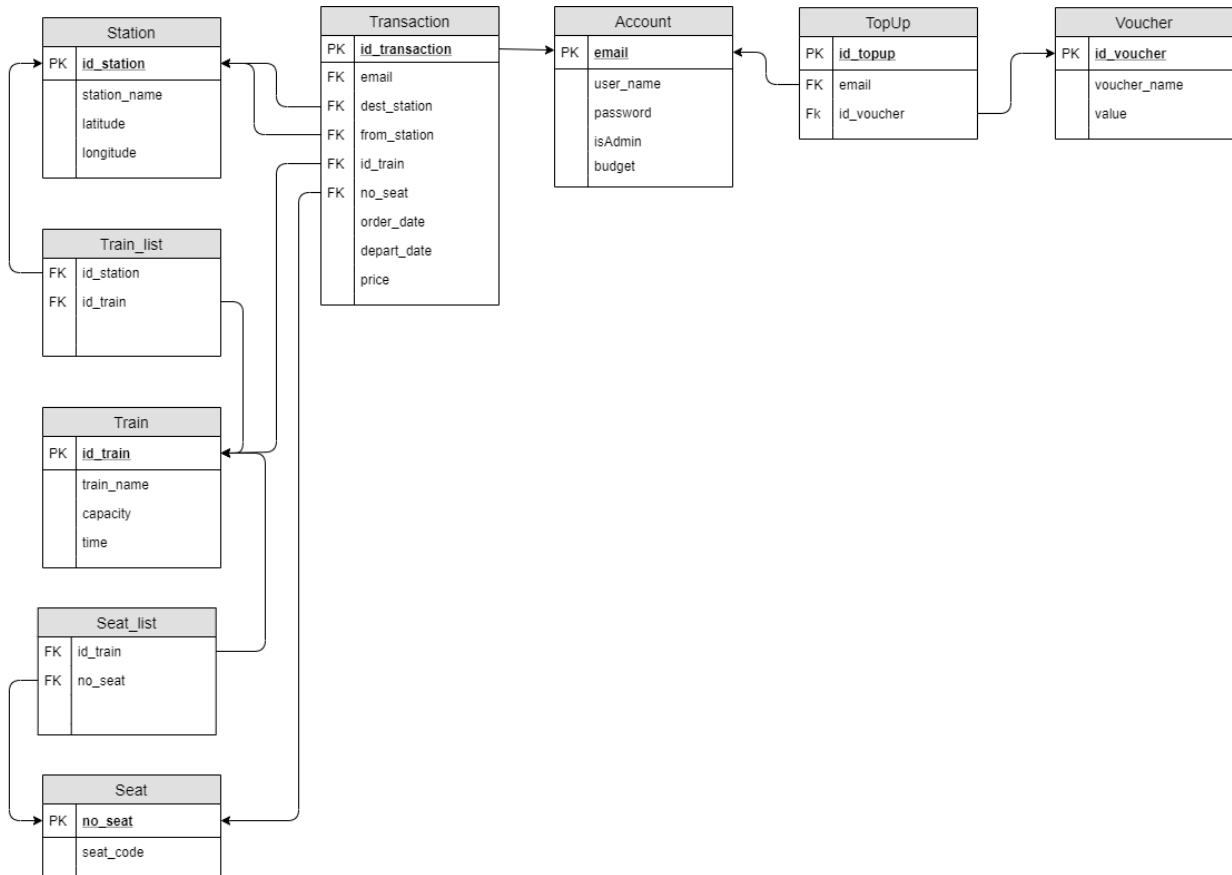 Station
PK id_station
station_name
latitude
longitude
Train_list
FK id_station
FK id_train
Train
PK id_train
train_name
capacity
time
Seat_list
FK id_train
FK no_seat
Seat
PK no_seat
seat_code
Transaction
PK id_transaction
FK email
FK dest_station
FK from_station
FK id_train
FK no_seat
order_date
depart_date
price
Account
PK email
user_name
password
isAdmin
budget
TopUp
PK id_topup
FK email
Fk id_voucher
Voucher
PK id_voucher
voucher_name
value